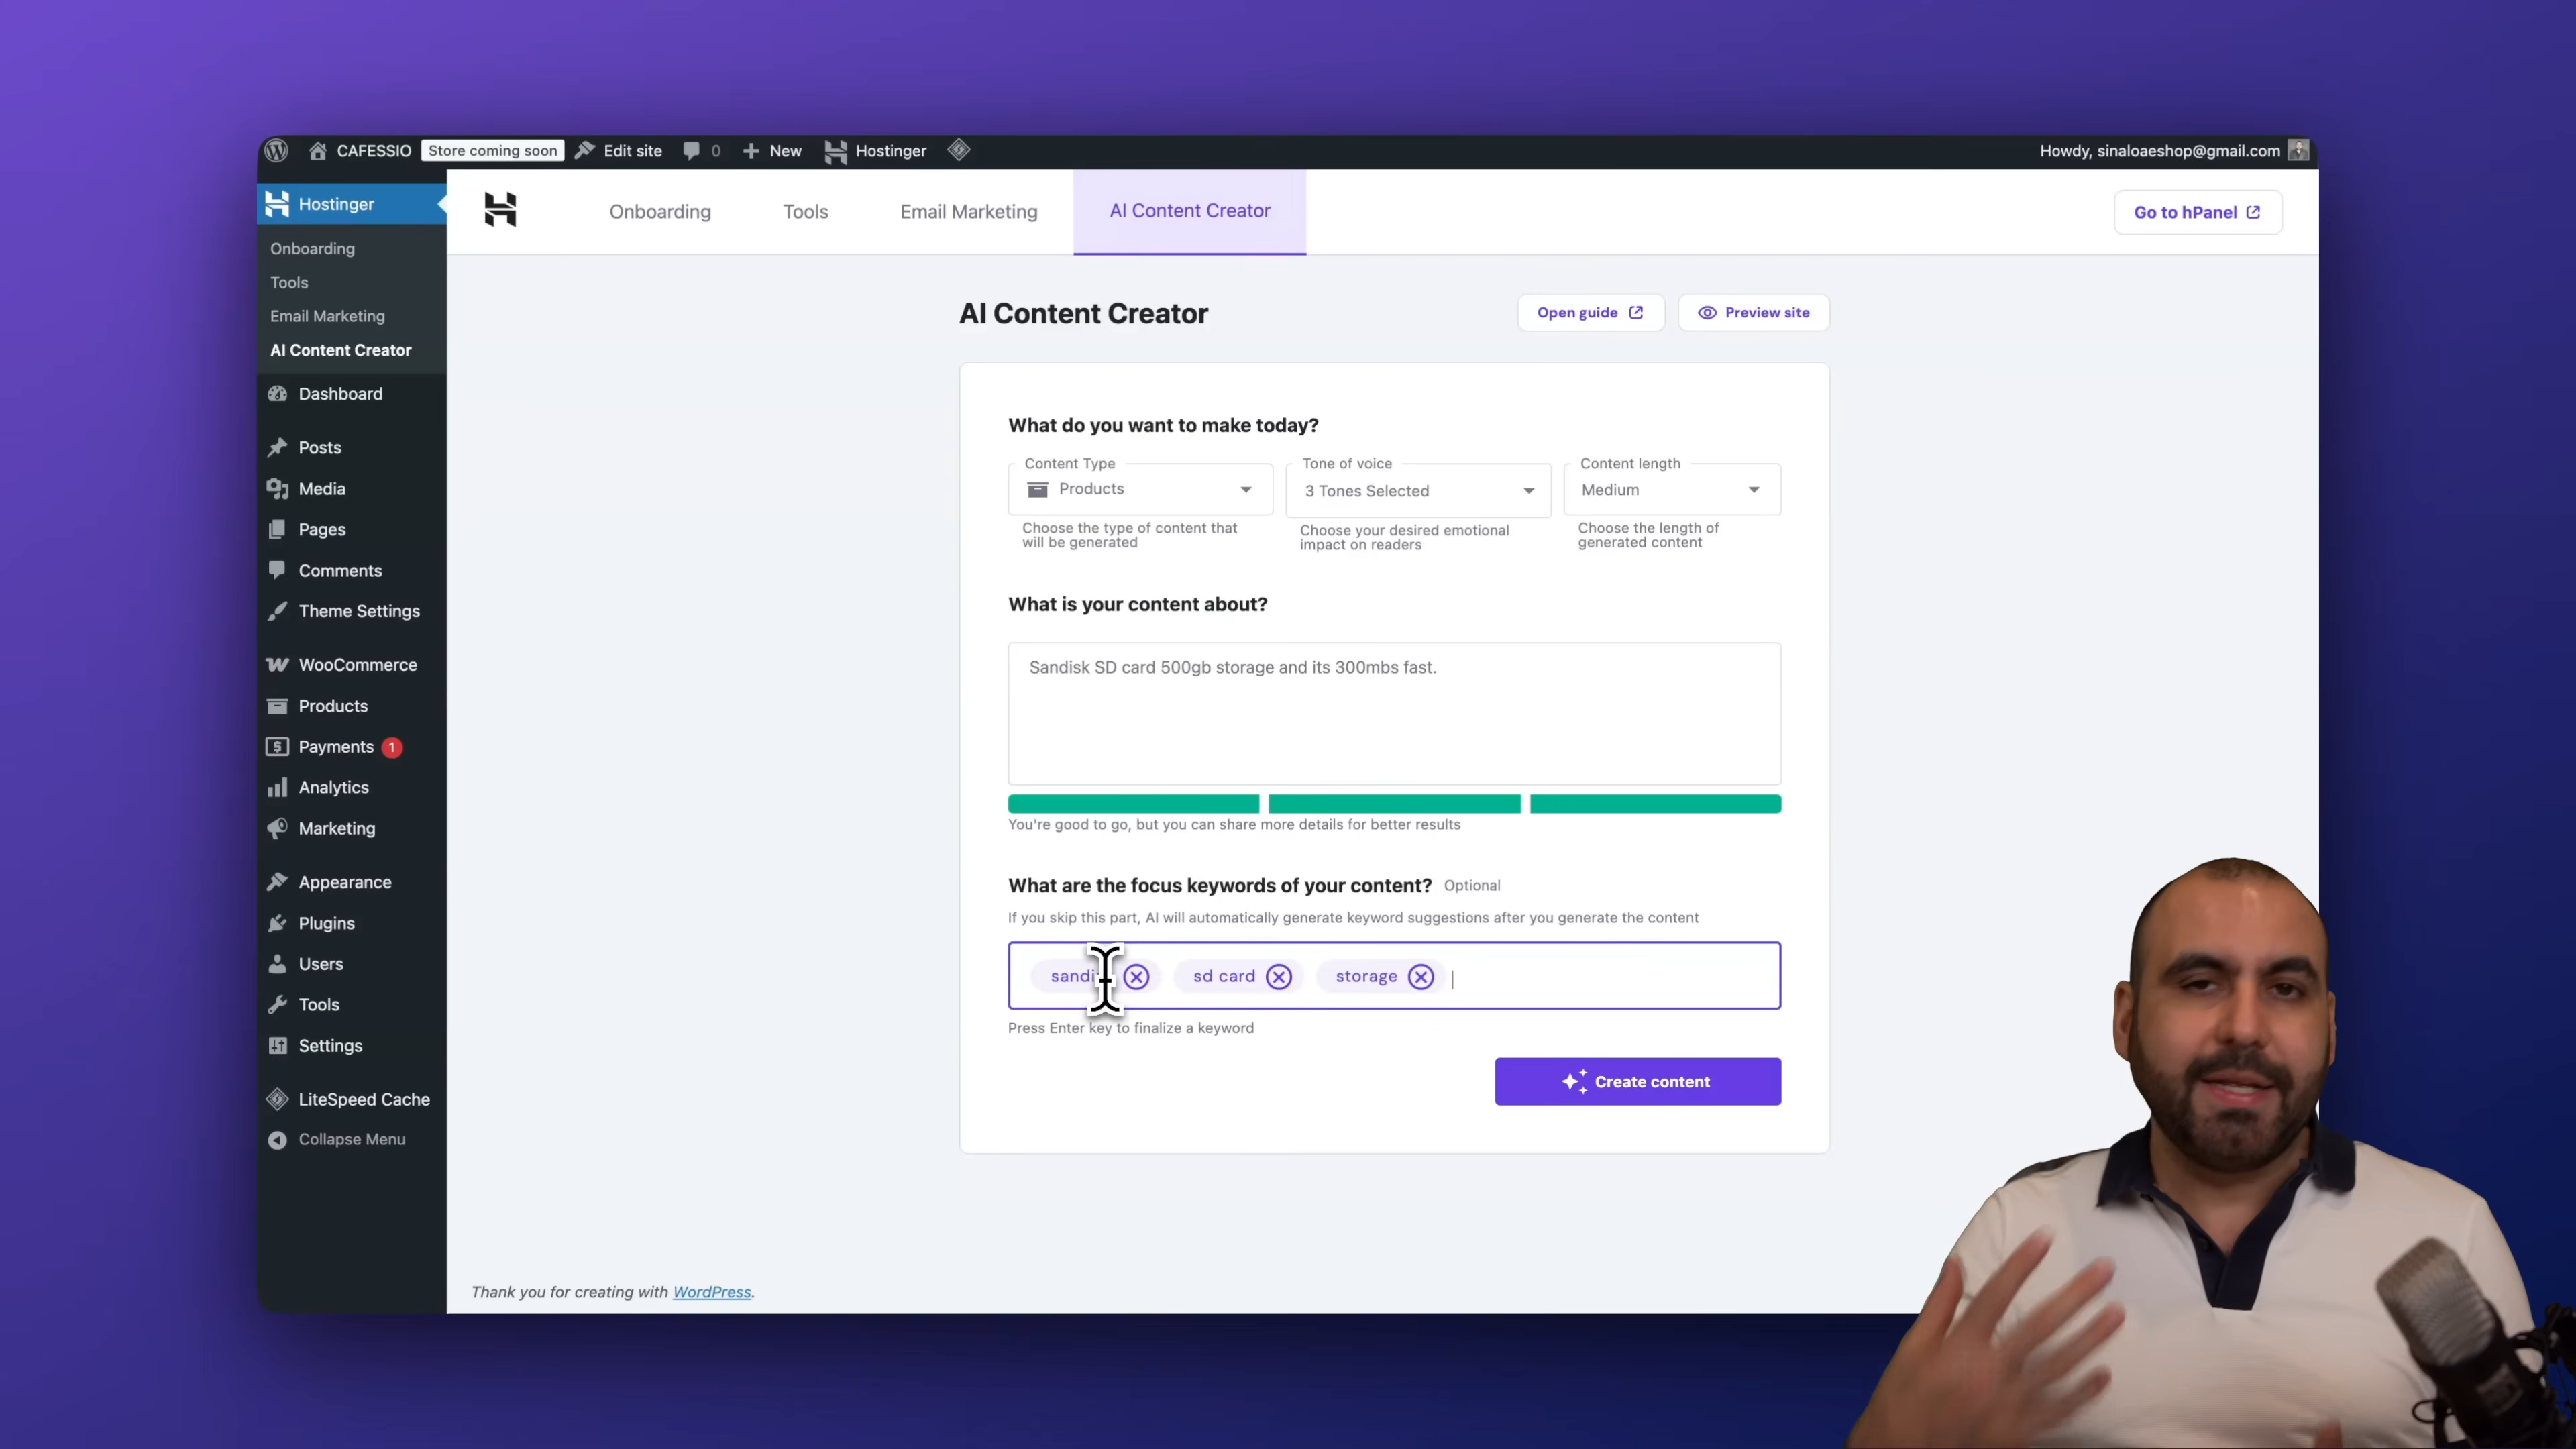 CAFESSIO Store coming soon Edit site 0 New Hostinger Howdy, sinaloaeshop@gmail.com
Hostinger
Onboarding
Tools
Email Marketing
AI Content Creator
Dashboard
Posts
Media
Pages
Comments
Theme Settings
WooCommerce
Products
Payments 1
Analytics
Marketing
Appearance
Plugins
Users
Tools
Settings
LiteSpeed Cache
Collapse Menu
Onboarding Tools Email Marketing AI Content Creator Go to hPanel
AI Content Creator Open guide Preview site
What do you want to make today?
Content Type Tone of voice Content length
Products 3 Tones Selected Medium
Choose the type of content that
will be generated
Choose your desired emotional
impact on readers
Choose the length of
generated content
What is your content about?
Sandisk SD card 500gb storage and its 300mbs fast.
You're good to go, but you can share more details for better results
What are the focus keywords of your content? Optional
If you skip this part, AI will automatically generate keyword suggestions after you generate the content
sd card storage
Press Enter key to finalize a keyword
Create content
Thank you for creating with WordPress.